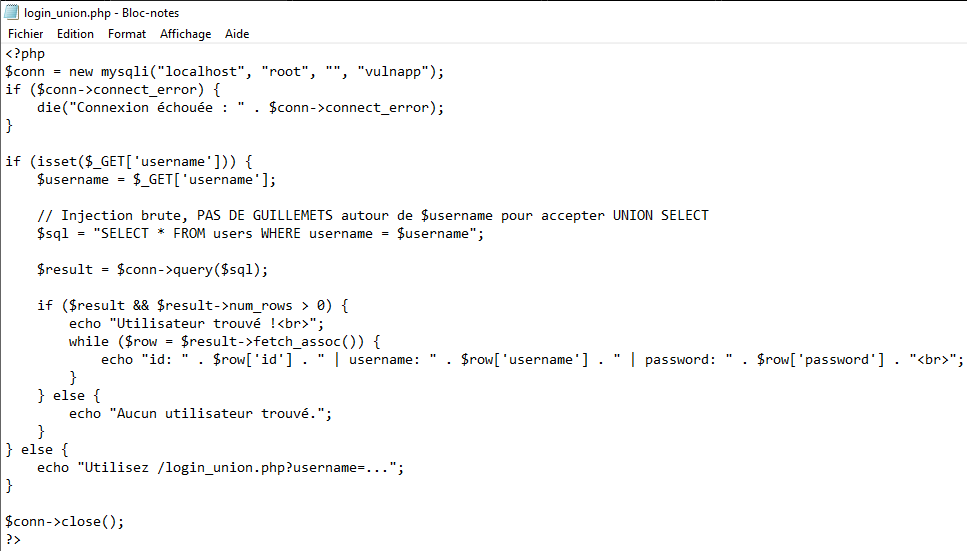 login_union.php - Bloc-notes
Fichier Edition Format Affichage Aide
<?php
$conn = new mysqli("localhost", "root", "", "vulnapp");
if ($conn->connect_error) {
    die("Connexion échouée : " . $conn->connect_error);
}

if (isset($_GET['username'])) {
    $username = $_GET['username'];

    // Injection brute, PAS DE GUILLEMETS autour de $username pour accepter UNION SELECT
    $sql = "SELECT * FROM users WHERE username = $username";

    $result = $conn->query($sql);

    if ($result && $result->num_rows > 0) {
        echo "Utilisateur trouvé !<br>";
        while ($row = $result->fetch_assoc()) {
            echo "id: " . $row['id'] . " | username: " . $row['username'] . " | password: " . $row['password'] . "<br>";
        }
    } else {
        echo "Aucun utilisateur trouvé.";
    }
} else {
    echo "Utilisez /login_union.php?username=...";
}

$conn->close();
?>